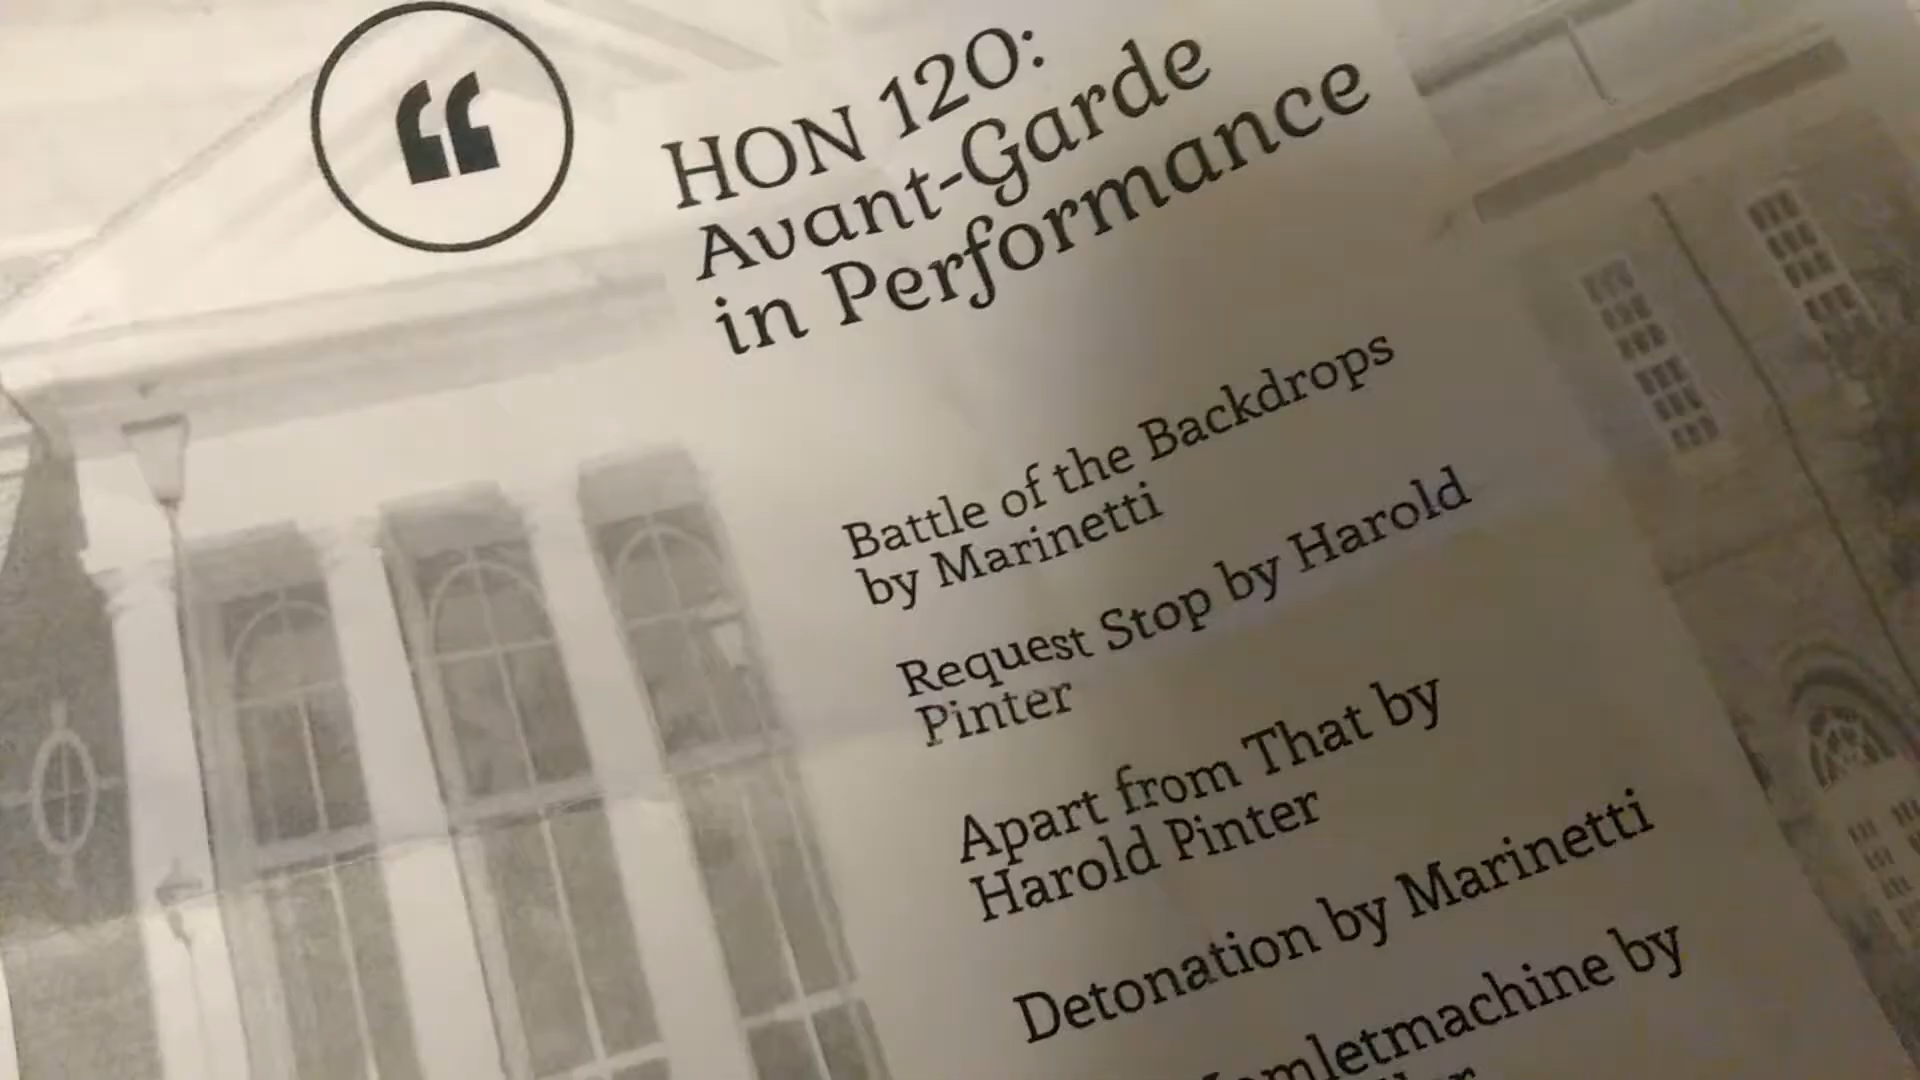 “
HON 120:
Avant-Garde
in Performance
Battle of the Backdrops
by Marinetti
Request Stop by Harold
Pinter
Apart from That by
Harold Pinter
Detonation by Marinetti
by